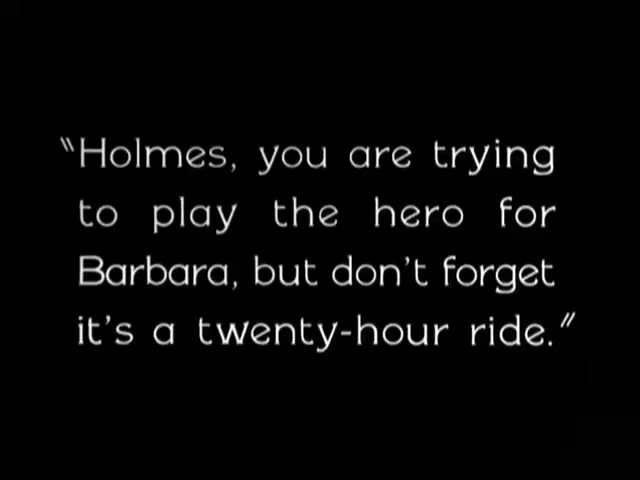 "Holmes, you are trying
to play the hero for
Barbara, but don't forget
it's a twenty-hour ride."